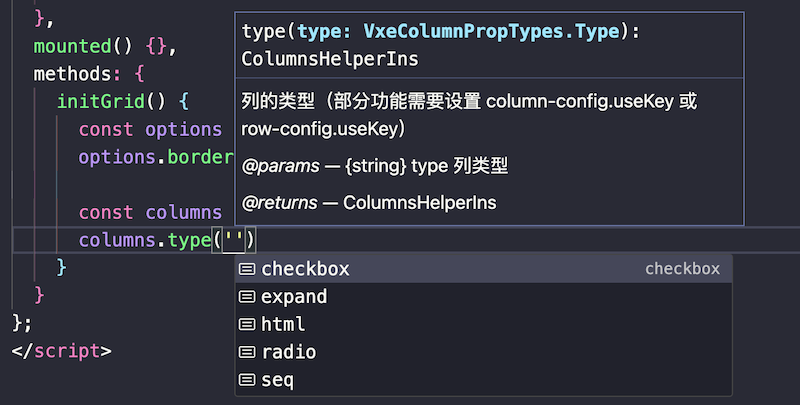 },
mounted() {},
methods: {
initGrid() {
const options
options.border
const columns
columns.type('')
}
}
};
</script>
type(type: VxeColumnPropTypes.Type):
ColumnsHelperIns
列的类型（部分功能需要设置 column-config.useKey 或
row-config.useKey）
@params — {string} type 列类型
@returns — ColumnsHelperIns
checkbox checkbox
expand
html
radio
seq